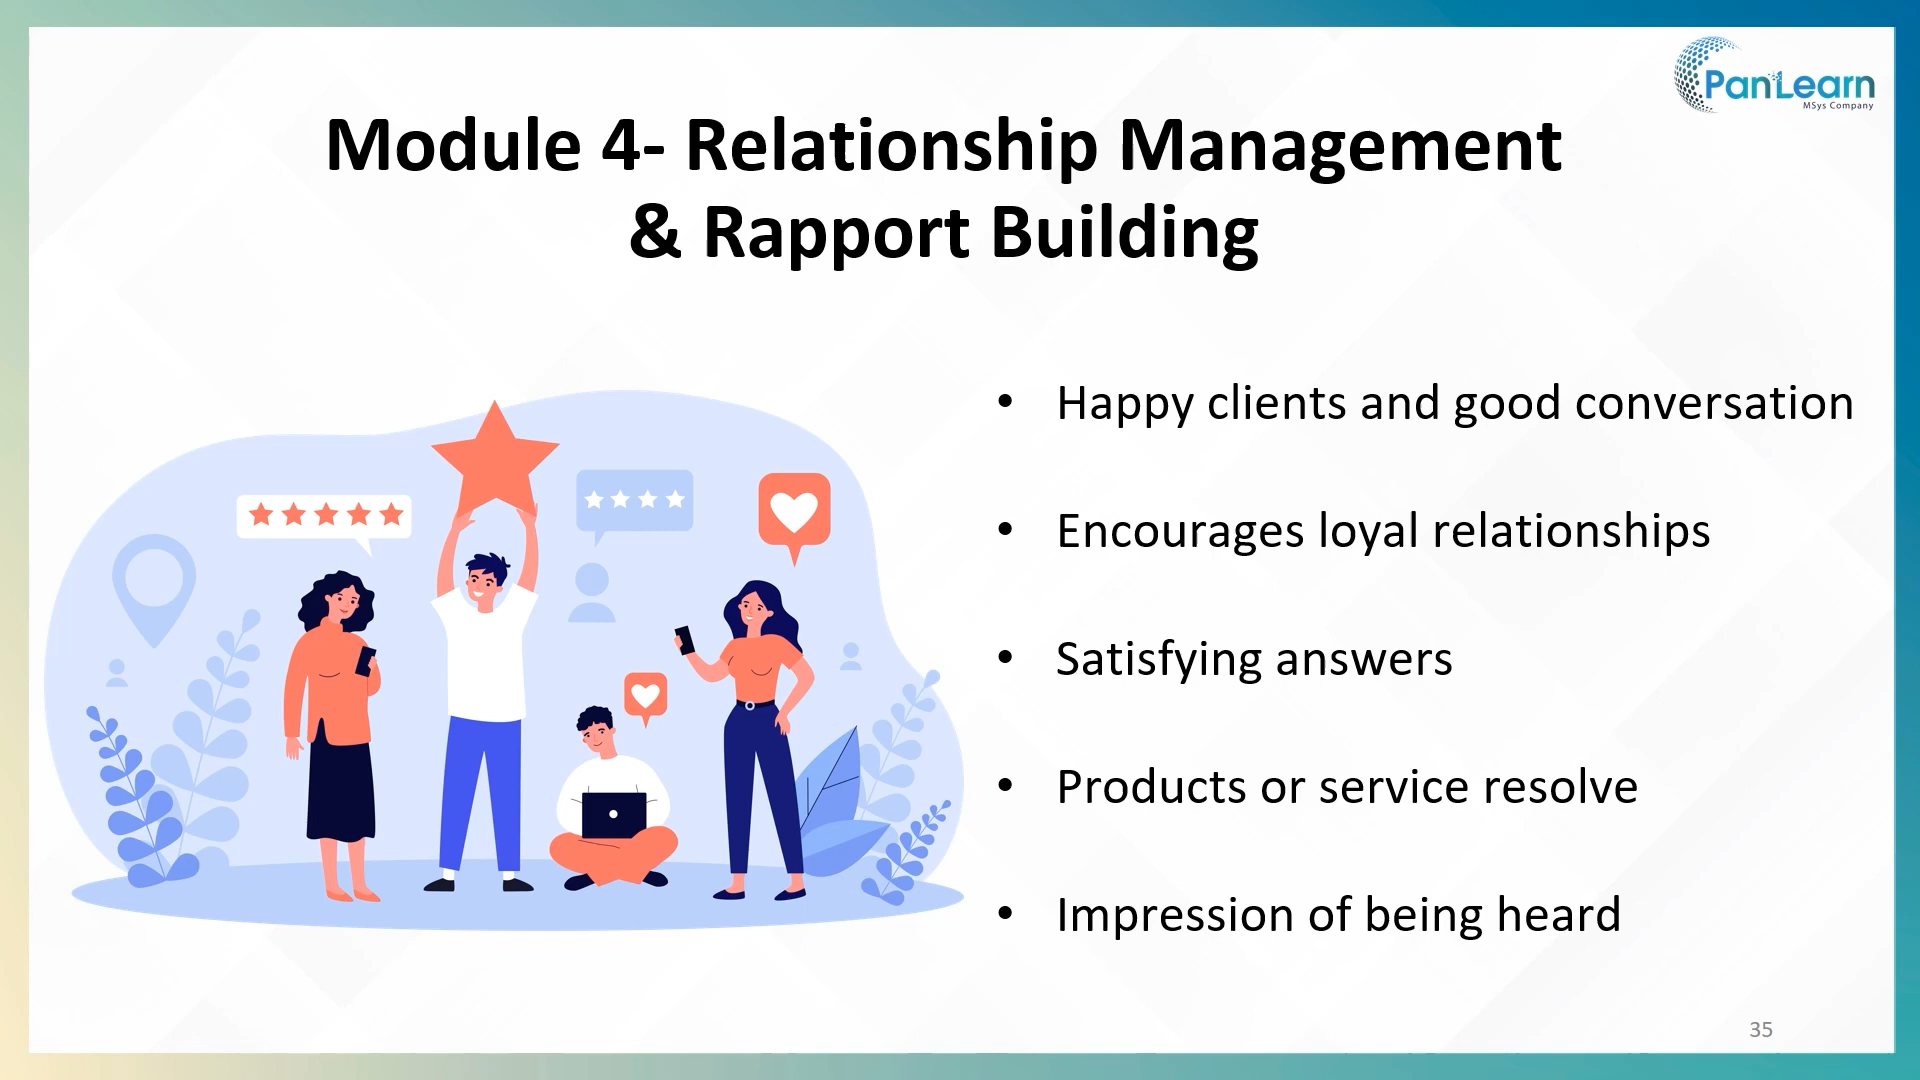 PanLearn
MSys Company
Module 4- Relationship Management
& Rapport Building
• Happy clients and good conversation
• Encourages loyal relationships
• Satisfying answers
• Products or service resolve
• Impression of being heard
35